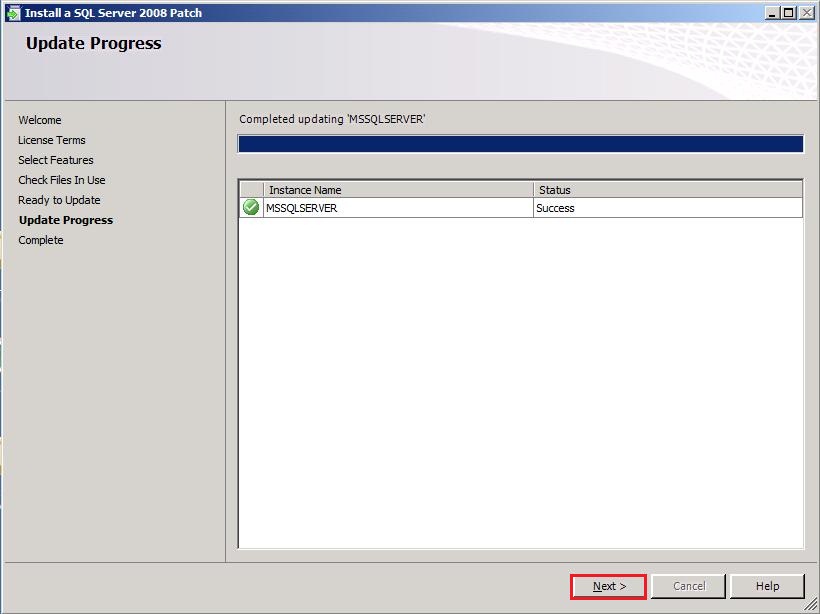 Install a SQL Server 2008 Patch
Update Progress
Welcome
License Terms
Select Features
Check Files In Use
Ready to Update
Update Progress
Complete
Completed updating 'MSSQLSERVER'
Instance Name Status
MSSQLSERVER Success
Next > Cancel Help